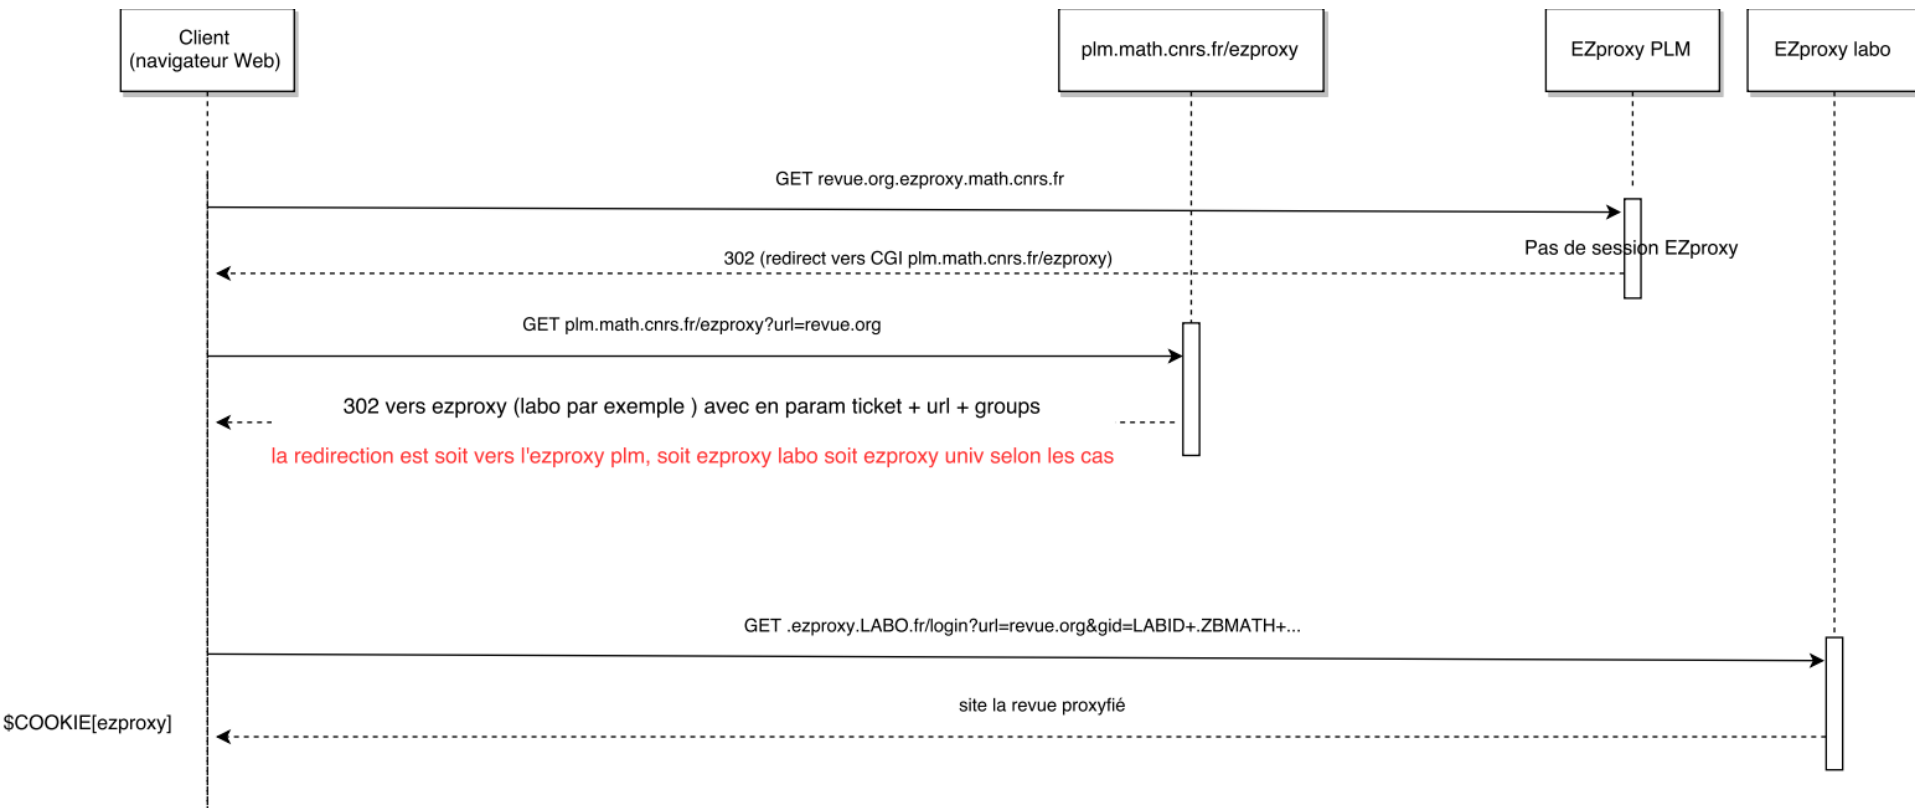 Client
(navigateur Web)
plm.math.cnrs.fr/ezproxy
EZproxy PLM
EZproxy labo
GET revue.org.ezproxy.math.cnrs.fr
Pas de session EZproxy
302 (redirect vers CGI plm.math.cnrs.fr/ezproxy)
GET plm.math.cnrs.fr/ezproxy?url=revue.org
302 vers ezproxy (labo par exemple ) avec en param ticket + url + groups
la redirection est soit vers l'ezproxy plm, soit ezproxy labo soit ezproxy univ selon les cas
GET .ezproxy.LABO.fr/login?url=revue.org&gid=LABID+.ZBMATH+...
site la revue proxyfié
$COOKIE[ezproxy]